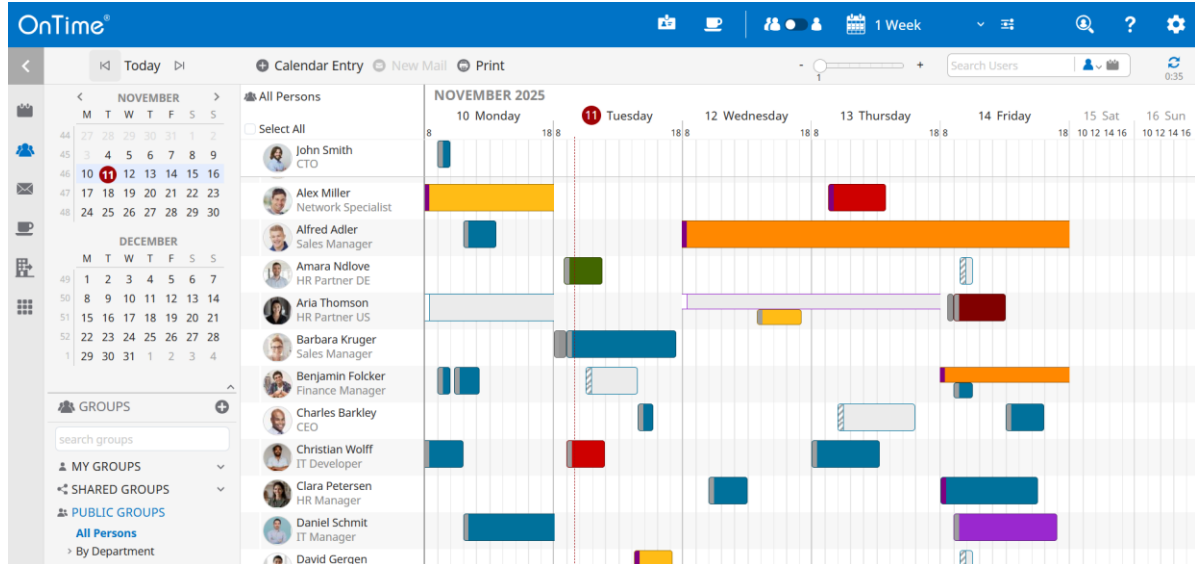 OnTime®
1 Week
?
Today
Calendar Entry
New Mail
Print
-
+
1
Search Users
0:35
< NOVEMBER >
M T W T F S S
44 27 28 29 30 31 1 2
45 3 4 5 6 7 8 9
46 10 11 12 13 14 15 16
47 17 18 19 20 21 22 23
48 24 25 26 27 28 29 30
DECEMBER
M T W T F S S
49 1 2 3 4 5 6 7
50 8 9 10 11 12 13 14
51 15 16 17 18 19 20 21
52 22 23 24 25 26 27 28
1 29 30 31 1 2 3 4
GROUPS
search groups
MY GROUPS
SHARED GROUPS
PUBLIC GROUPS
All Persons
> By Department
All Persons
Select All
NOVEMBER 2025
10 Monday 11 Tuesday 12 Wednesday 13 Thursday 14 Friday 15 Sat 16 Sun
8 18 8 18 8 18 8 18 8 18 10 12 14 16 10 12 14 16
John Smith
CTO
Alex Miller
Network Specialist
Alfred Adler
Sales Manager
Amara Ndlove
HR Partner DE
Aria Thomson
HR Partner US
Barbara Kruger
Sales Manager
Benjamin Folcker
Finance Manager
Charles Barkley
CEO
Christian Wolff
IT Developer
Clara Petersen
HR Manager
Daniel Schmit
IT Manager
David Gergen